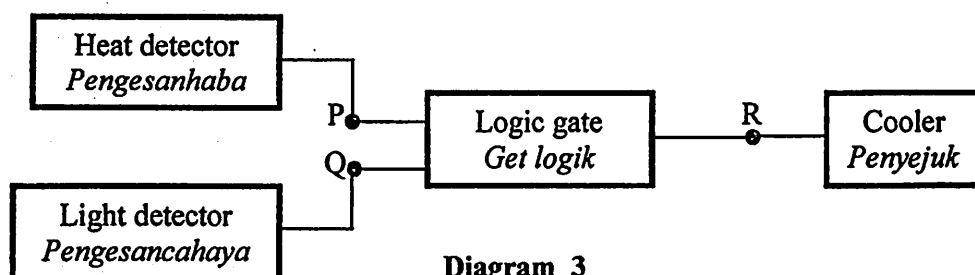 Heat detector
Pengesanhaba
P
Q
Logic gate
Get logik
R
Cooler
Penyejuk
Light detector
Pengesancahaya
Diagram 3